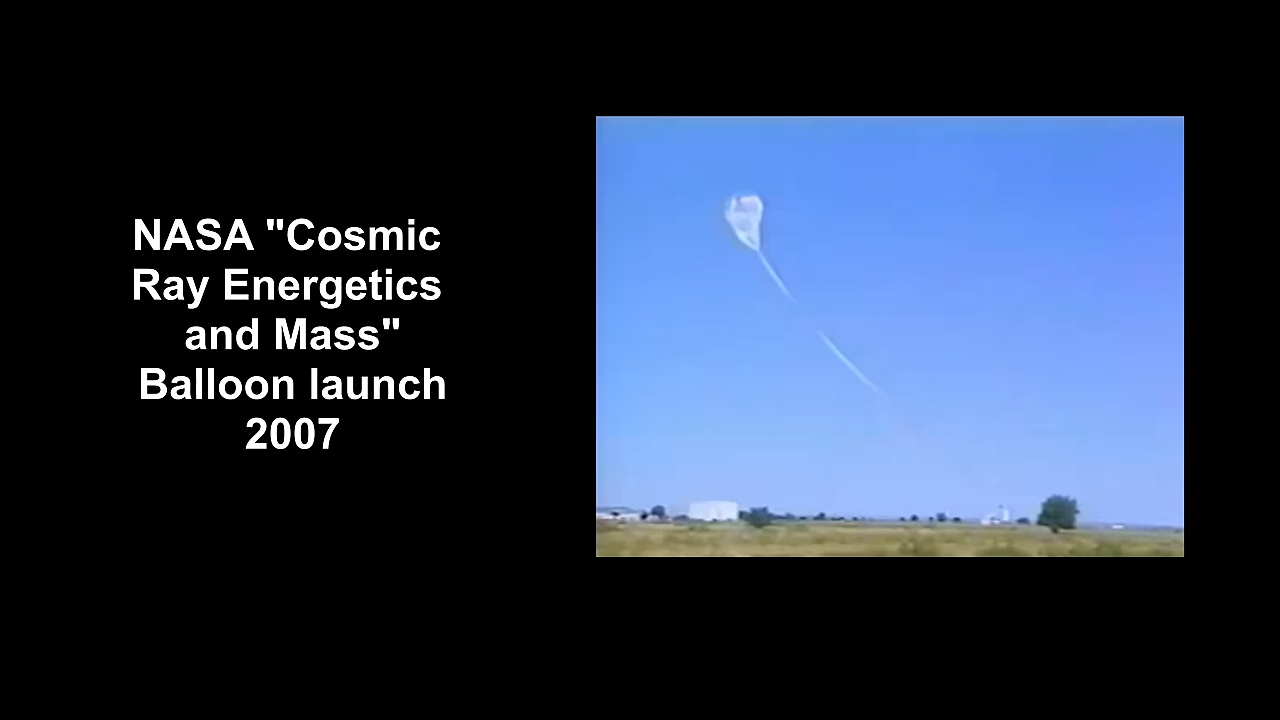 NASA "Cosmic
Ray Energetics
and Mass"
Balloon launch
2007